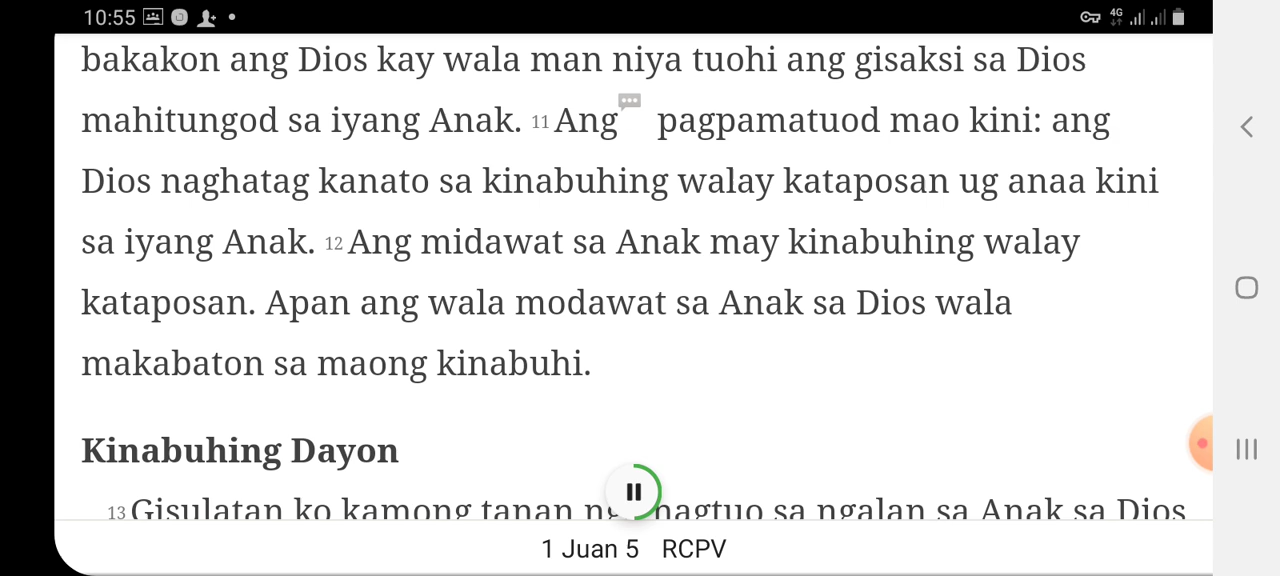 10:55
4G
bakakon ang Dios kay wala man niya tuohi ang gisaksi sa Dios
mahitungod sa iyang Anak. 11 Ang pagpamatuod mao kini: ang
Dios naghatag kanato sa kinabuhing walay kataposan ug anaa kini
sa iyang Anak. 12 Ang midawat sa Anak may kinabuhing walay
kataposan. Apan ang wala modawat sa Anak sa Dios wala
makabaton sa maong kinabuhi.
Kinabuhing Dayon
13 Gisulatan ko kamong tanan nagtuo sa ngalan sa Anak sa Dios
1 Juan 5 RCPV